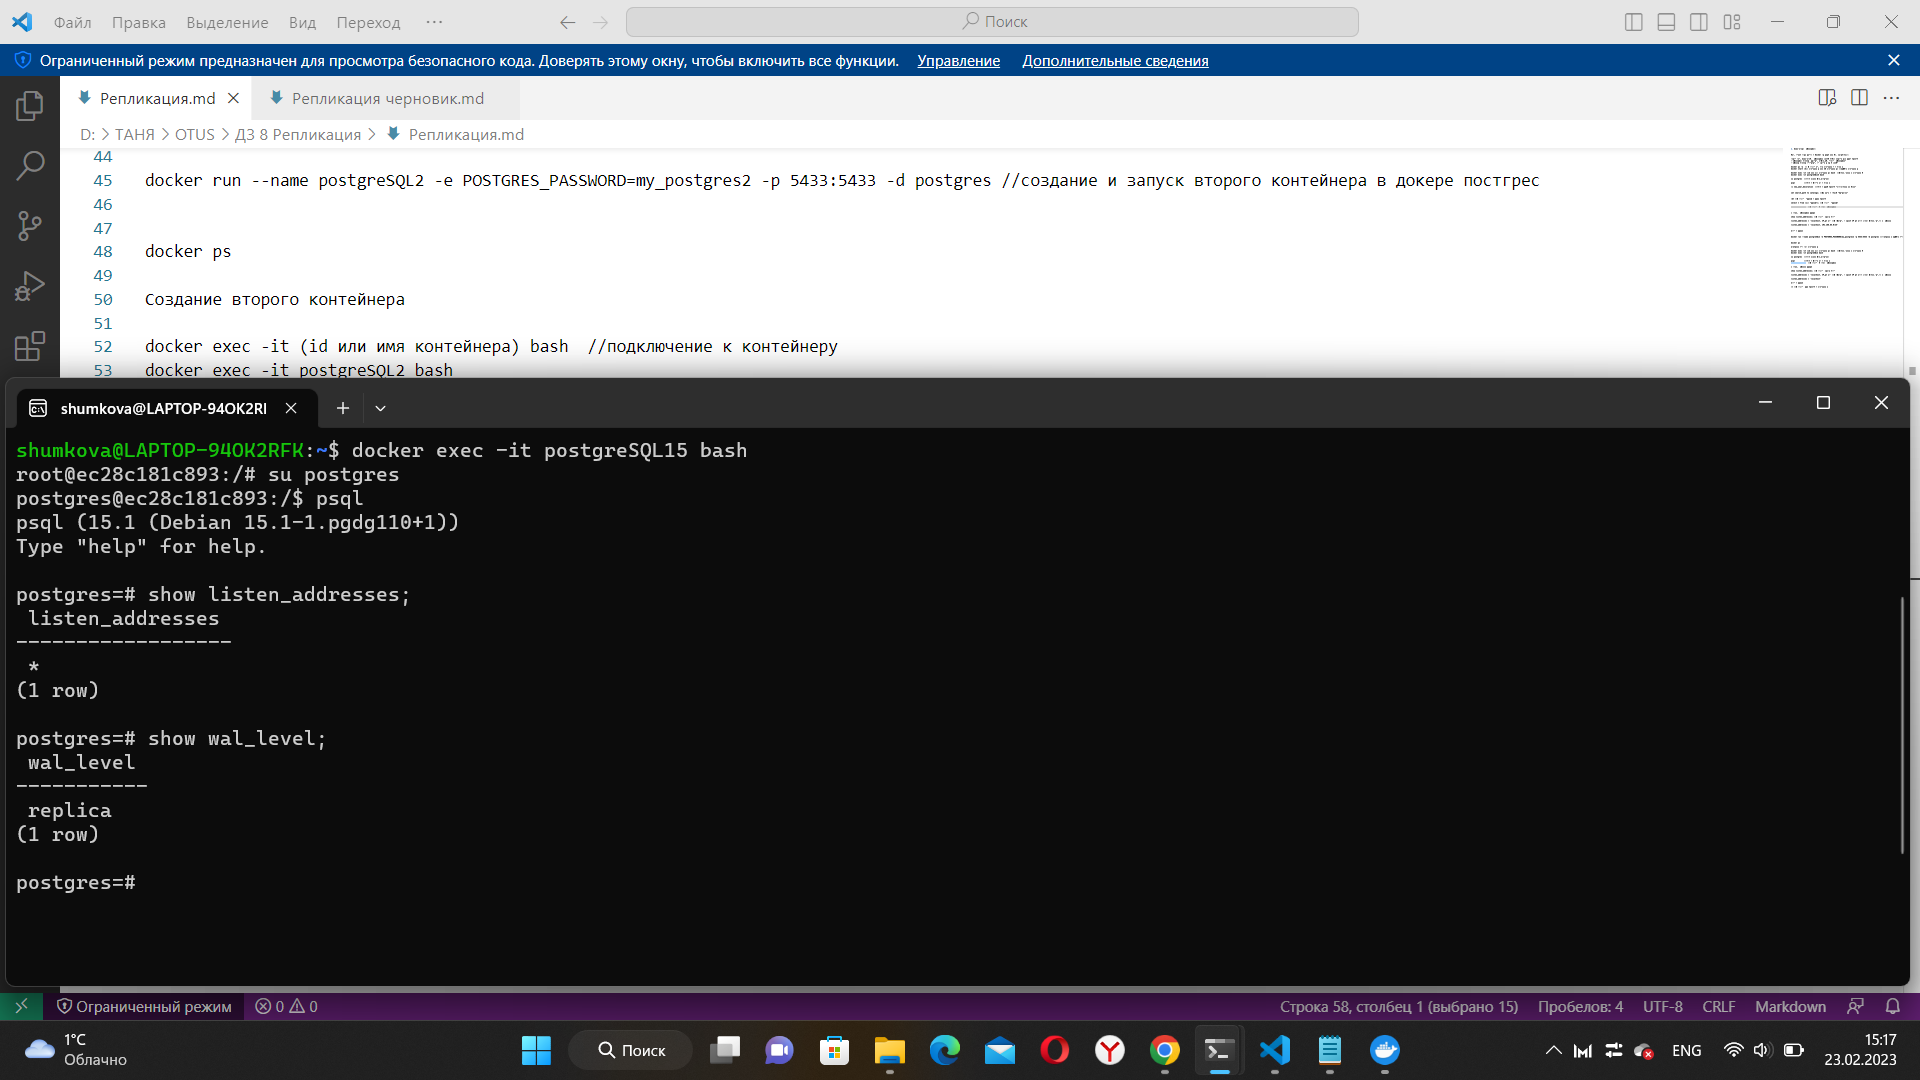 Файл Правка Выделение Вид Переход ··· Поиск
Ограниченный режим предназначен для просмотра безопасного кода. Доверять этому окну, чтобы включить все функции. Управление Дополнительные сведения
Репликация.md Репликация черновик.md
D: > ТАНЯ > OTUS > ДЗ 8 Репликация > Репликация.md
44
45 docker run --name postgreSQL2 -e POSTGRES_PASSWORD=my_postgres2 -p 5433:5433 -d postgres //создание и запуск второго контейнера в докере постгрес
46
47
48 docker ps
49
50 Создание второго контейнера
51
52 docker exec -it (id или имя контейнера) bash  //подключение к контейнеру
53 docker exec -it postgreSQL2 bash
shumkova@LAPTOP-94OK2RI
shumkova@LAPTOP-94OK2RFK:~$ docker exec -it postgreSQL15 bash
root@ec28c181c893:/# su postgres
postgres@ec28c181c893:/$ psql
psql (15.1 (Debian 15.1-1.pgdg110+1))
Type "help" for help.
postgres=# show listen_addresses;
listen_addresses
------------------
*
(1 row)
postgres=# show wal_level;
wal_level
-----------
replica
(1 row)
postgres=#
Ограниченный режим 0 0 Строка 58, столбец 1 (выбрано 15) Пробелов: 4 UTF-8 CRLF Markdown
1°C
Облачно
Поиск
ENG
15:17
23.02.2023